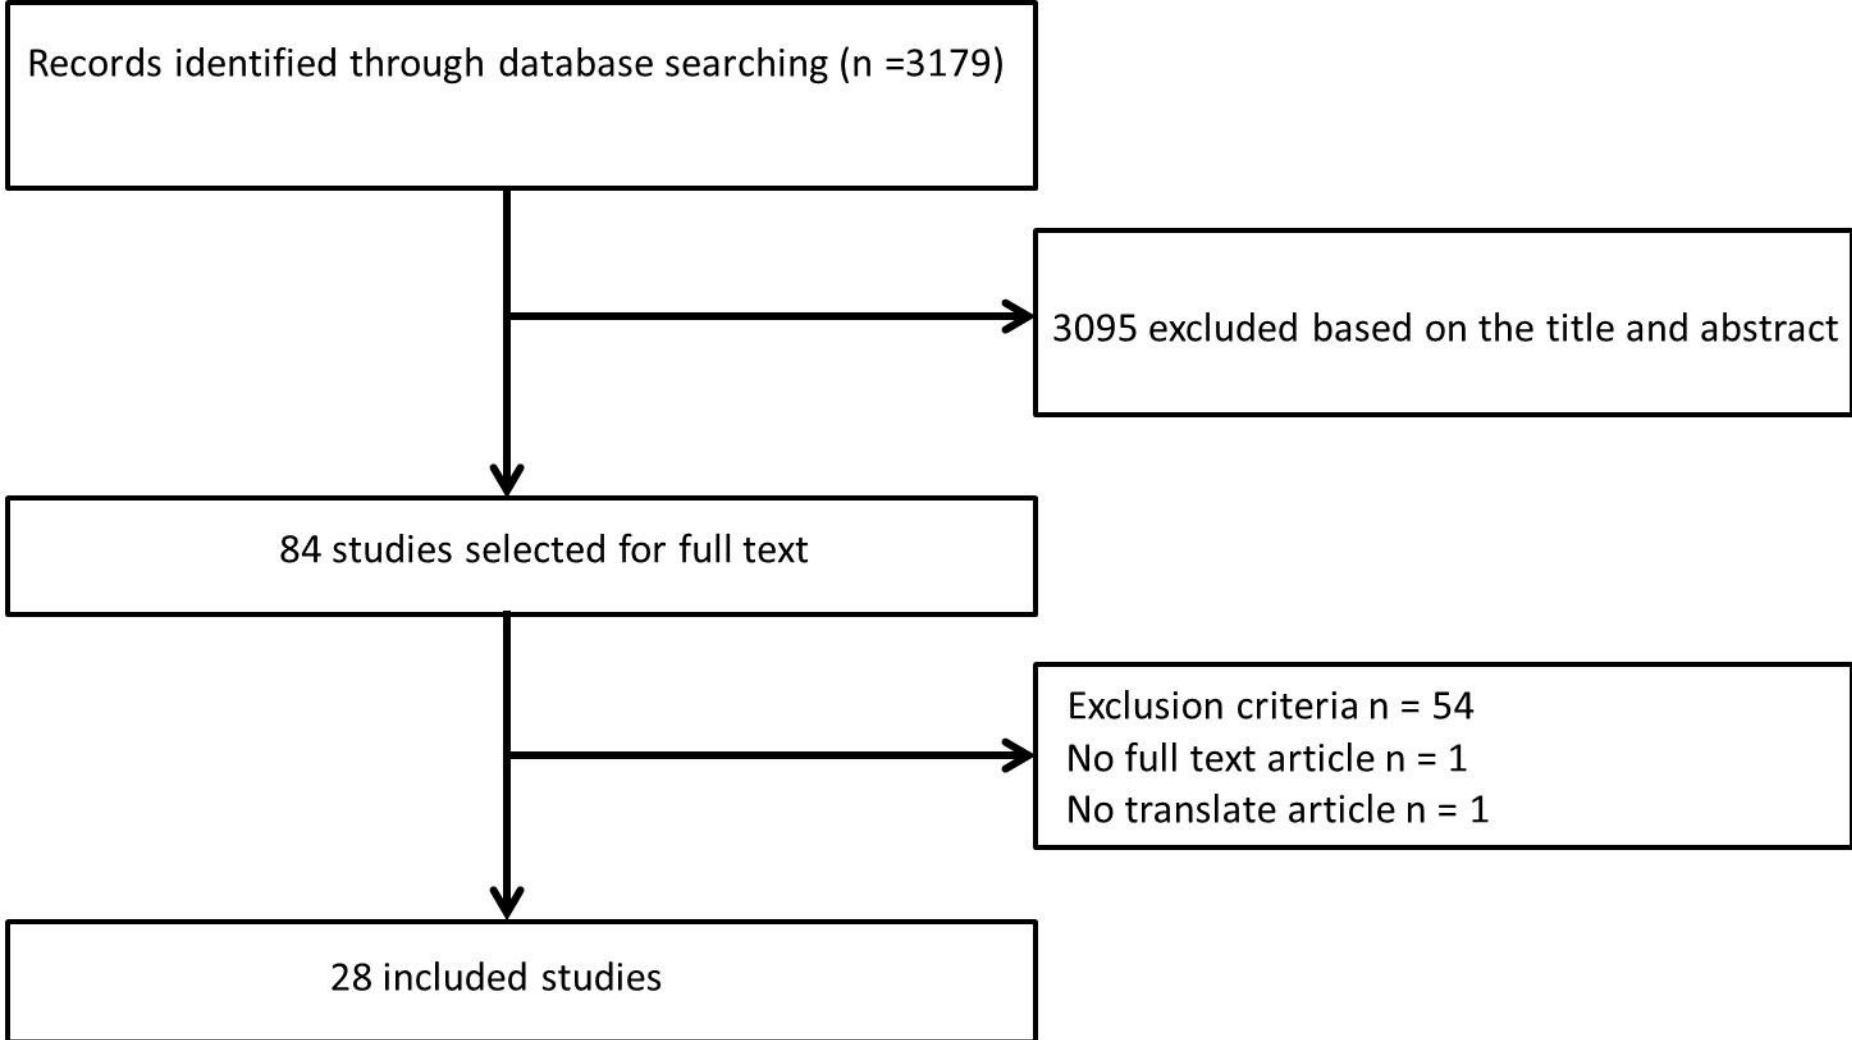 Records identified through database searching (n =3179)
3095 excluded based on the title and abstract
84 studies selected for full text
Exclusion criteria n = 54
No full text article n = 1
No translate article n = 1
28 included studies